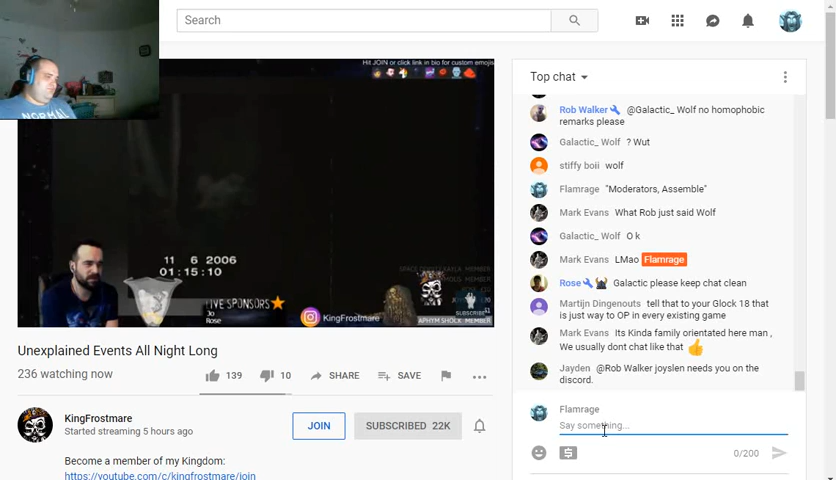 Search
NORMAL
Hit JOIN or click link in bio for custom emojis
11 6 2006
01:15:10
LIVE SPONSORS
Jo
Rose
KingFrostmare
SUBSCRIBE
APHYM SHOCK MEMBER
Unexplained Events All Night Long
236 watching now
139
10
SHARE
SAVE
KingFrostmare
Started streaming 5 hours ago
JOIN
SUBSCRIBED 22K
Become a member of my Kingdom:
https://youtube.com/c/kingfrostmare/join
Top chat
Rob Walker @Galactic_ Wolf no homophobic
remarks please
Galactic_ Wolf ? Wut
stiffy boii wolf
Flamrage "Moderators, Assemble"
Mark Evans What Rob just said Wolf
Galactic_ Wolf O k
Mark Evans LMao Flamrage
Rose Galactic please keep chat clean
Martijn Dingenouts tell that to your Glock 18 that
is just way to OP in every existing game
Mark Evans Its Kinda family orientated here man ,
We usually dont chat like that
Jayden @Rob Walker joyslen needs you on the
discord.
Flamrage
Say something...
0/200